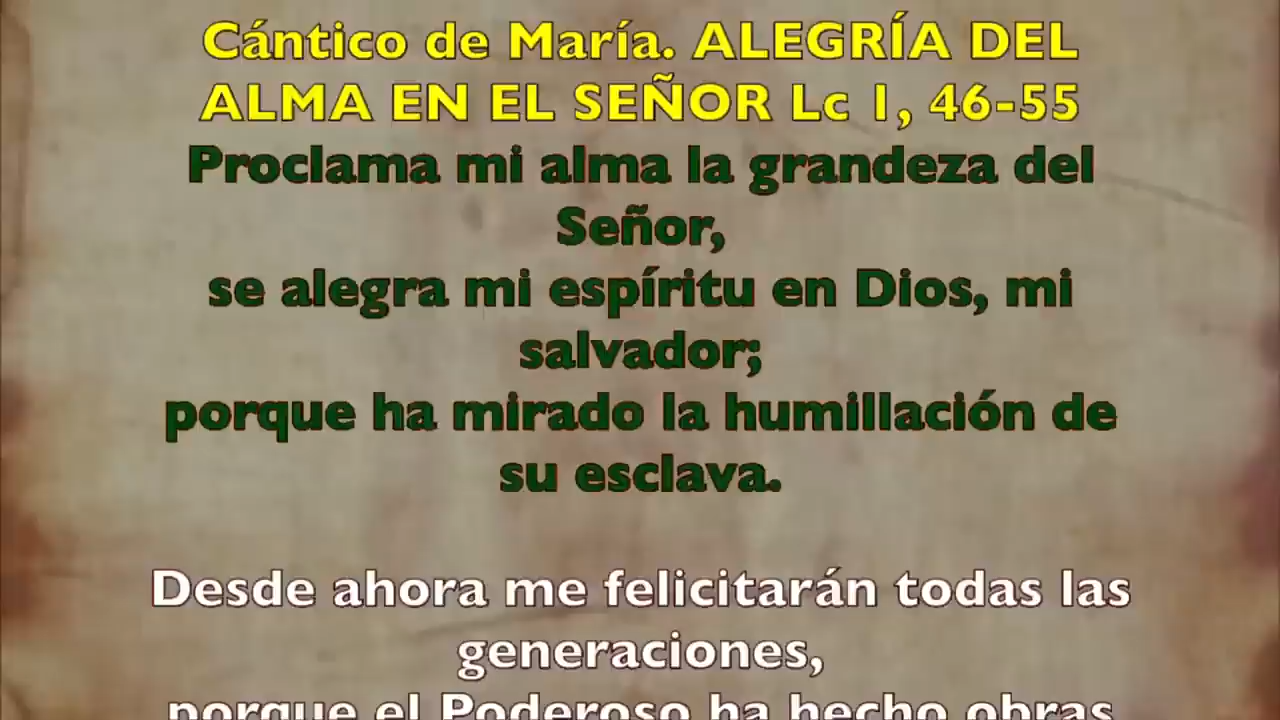 Cántico de María. ALEGRÍA DEL
ALMA EN EL SEÑOR Lc 1, 46-55
Proclama mi alma la grandeza del
Señor,
se alegra mi espíritu en Dios, mi
salvador;
porque ha mirado la humillación de
su esclava.
Desde ahora me felicitarán todas las
generaciones,
porque el Poderoso ha hecho obras